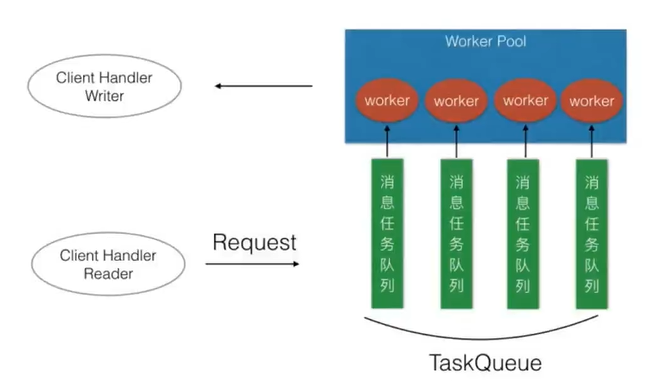 Worker Pool
Client Handler
Writer
worker
worker
worker
worker
消息任务队列
消息任务队列
消息任务队列
消息任务队列
Request
Client Handler
Reader
TaskQueue